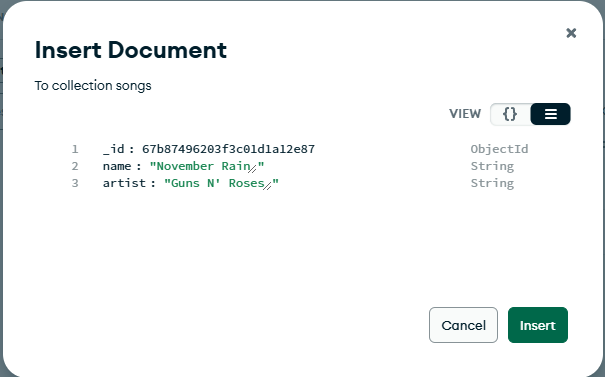 Insert Document
To collection songs
VIEW {}
1 _id : 67b87496203f3c01d1a12e87 ObjectId
2 name : "November Rain" String
3 artist : "Guns N' Roses" String
Cancel Insert